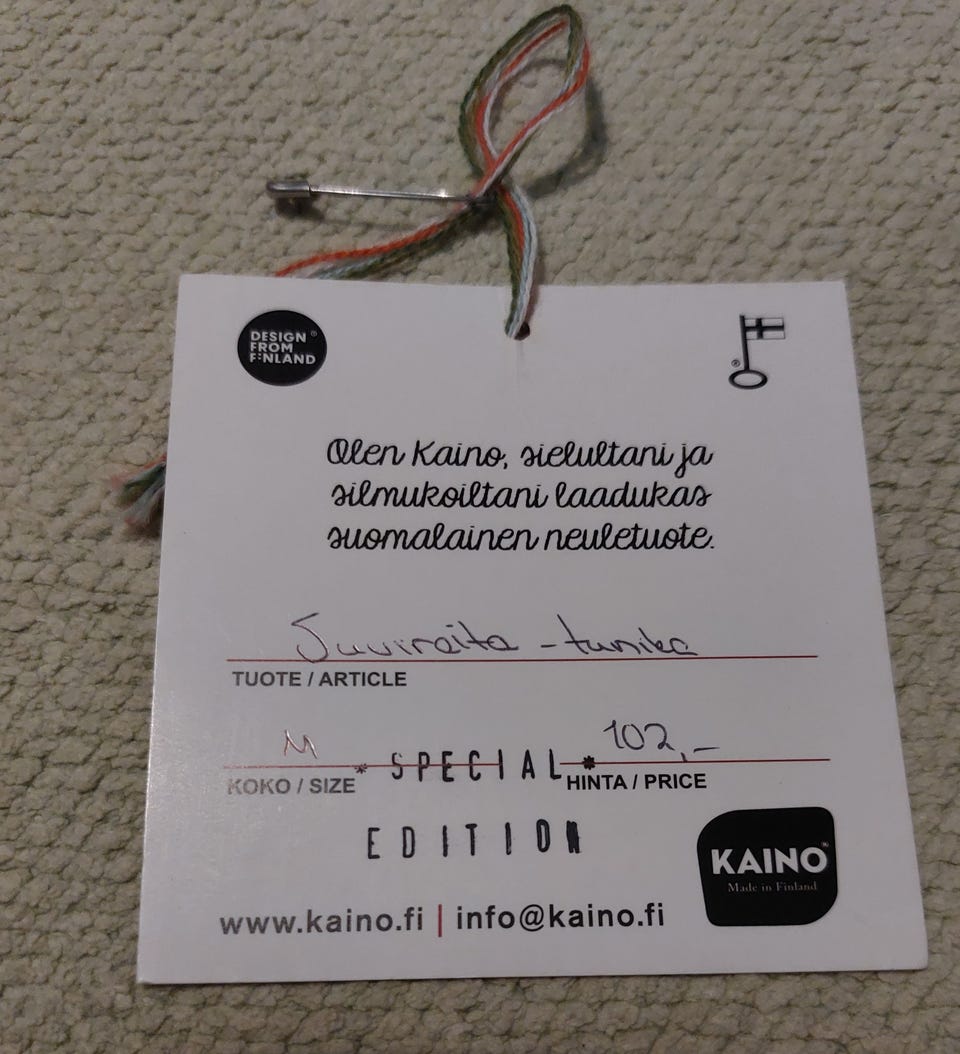 DESIGN
FROM
FINLAND
Olen Kaino, sielultani ja
silmukoiltani laadukas
suomalainen neuletuote.
Suuriraita - tunika
TUOTE / ARTICLE
M
102,-
* SPECIAL *
KOKO / SIZE
HINTA / PRICE
EDITION
KAINO
Made in Finland
www.kaino.fi | info@kaino.fi